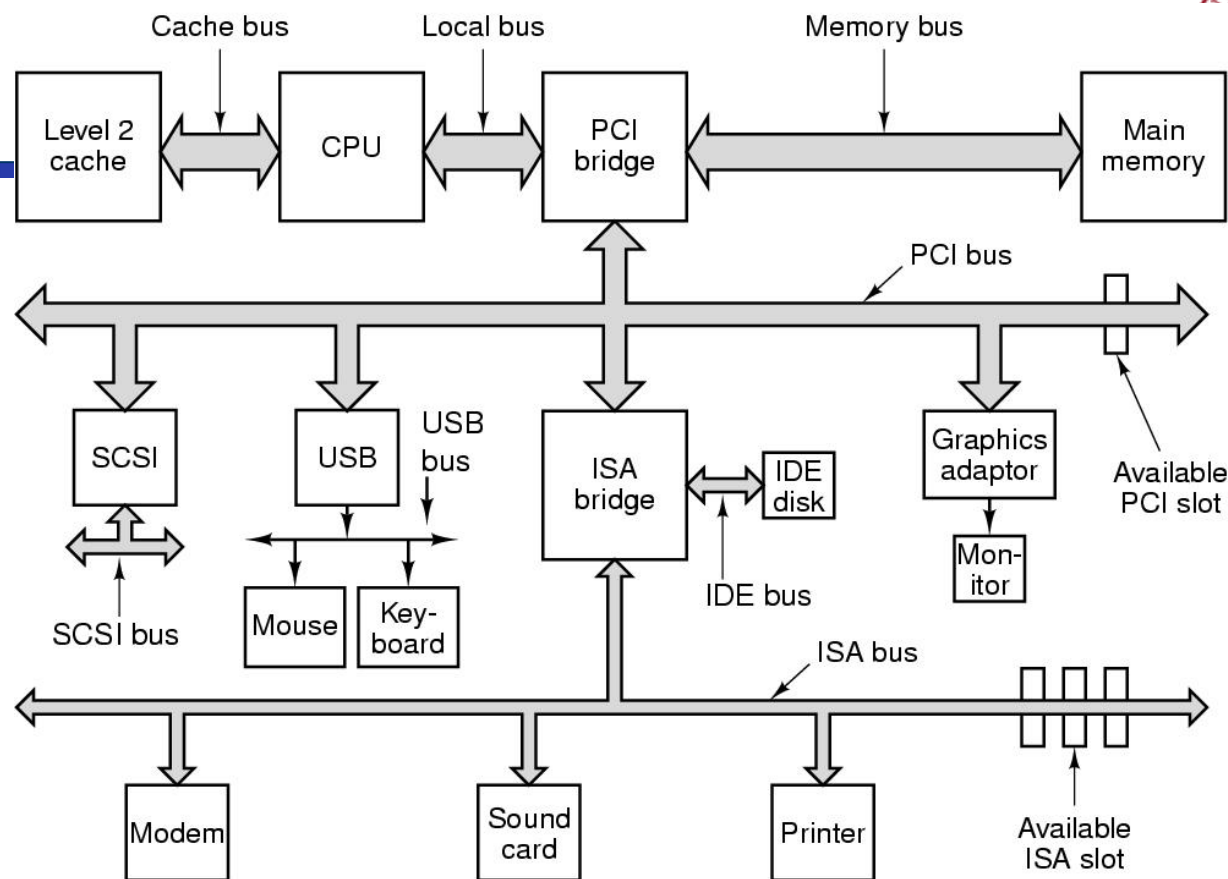 Cache bus
Local bus
Memory bus
Level 2
cache
CPU
PCI
bridge
Main
memory
PCI bus
SCSI
USB
USB
bus
ISA
bridge
IDE
disk
Graphics
adaptor
Available
PCI slot
Mon-
itor
IDE bus
SCSI bus
Mouse
Key-
board
ISA bus
Modem
Sound
card
Printer
Available
ISA slot